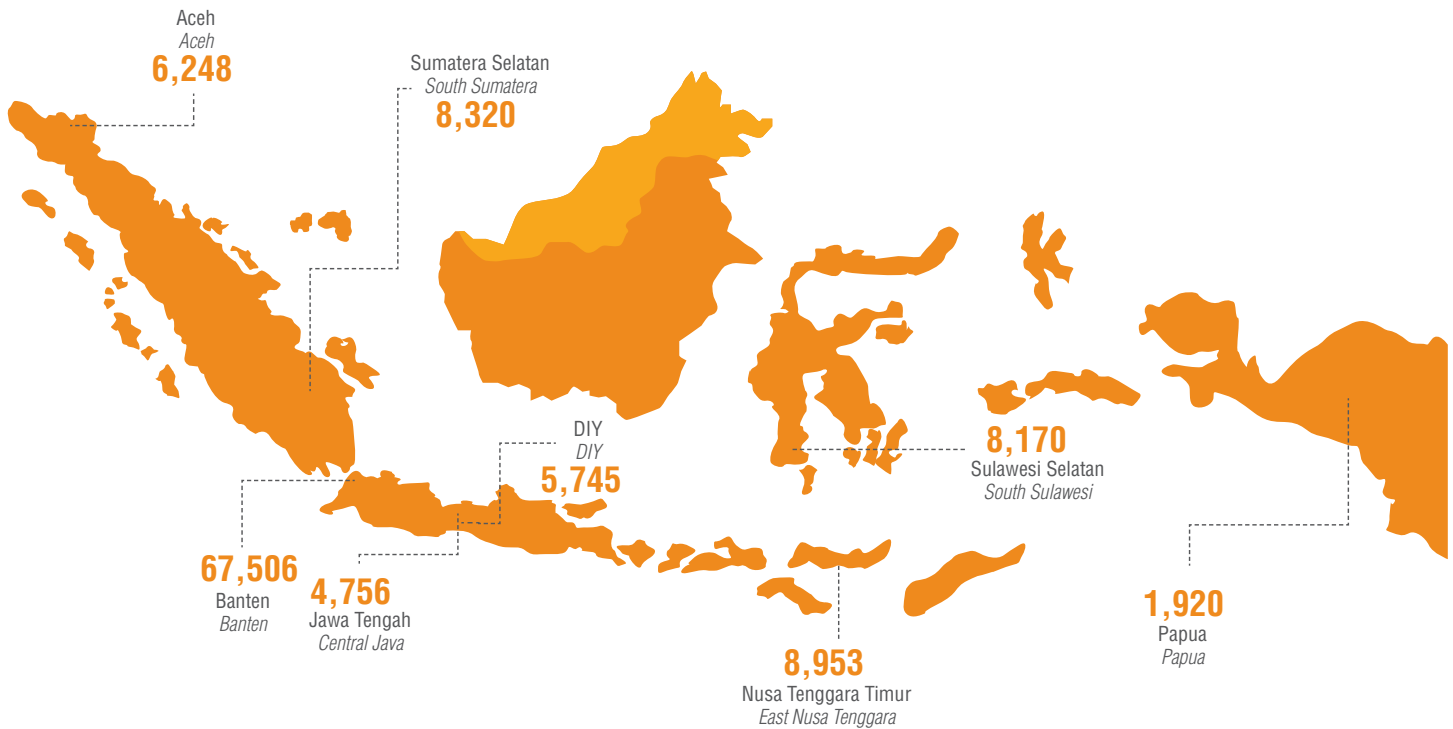 Aceh
Aceh
6,248
Sumatera Selatan
South Sumatera
8,320
DIY
DIY
5,745
8,170
Sulawesi Selatan
South Sulawesi
67,506
Banten
Banten
4,756
Jawa Tengah
Central Java
8,953
Nusa Tenggara Timur
East Nusa Tenggara
1,920
Papua
Papua